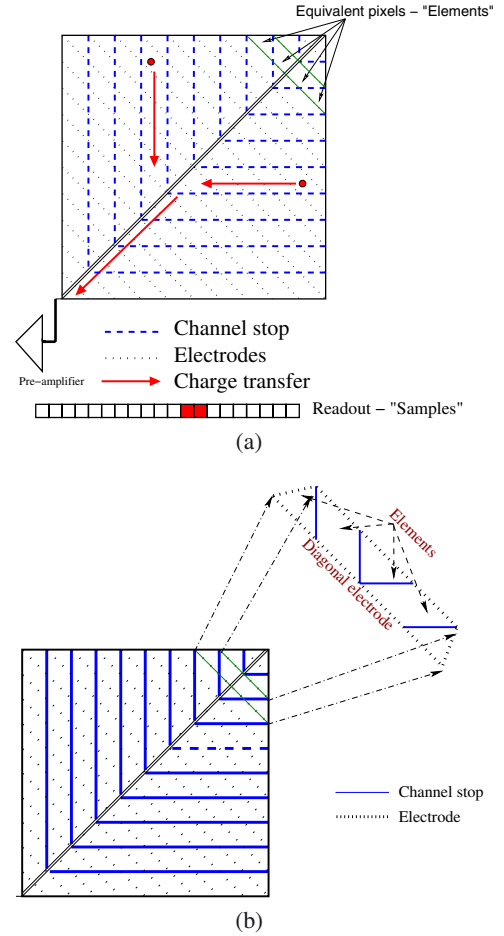 Equivalent pixels – "Elements"
Channel stop
Electrodes
Pre–amplifier
Charge transfer
Readout – "Samples"
(a)
Elements
Diagonal electrode
Channel stop
Electrode
(b)